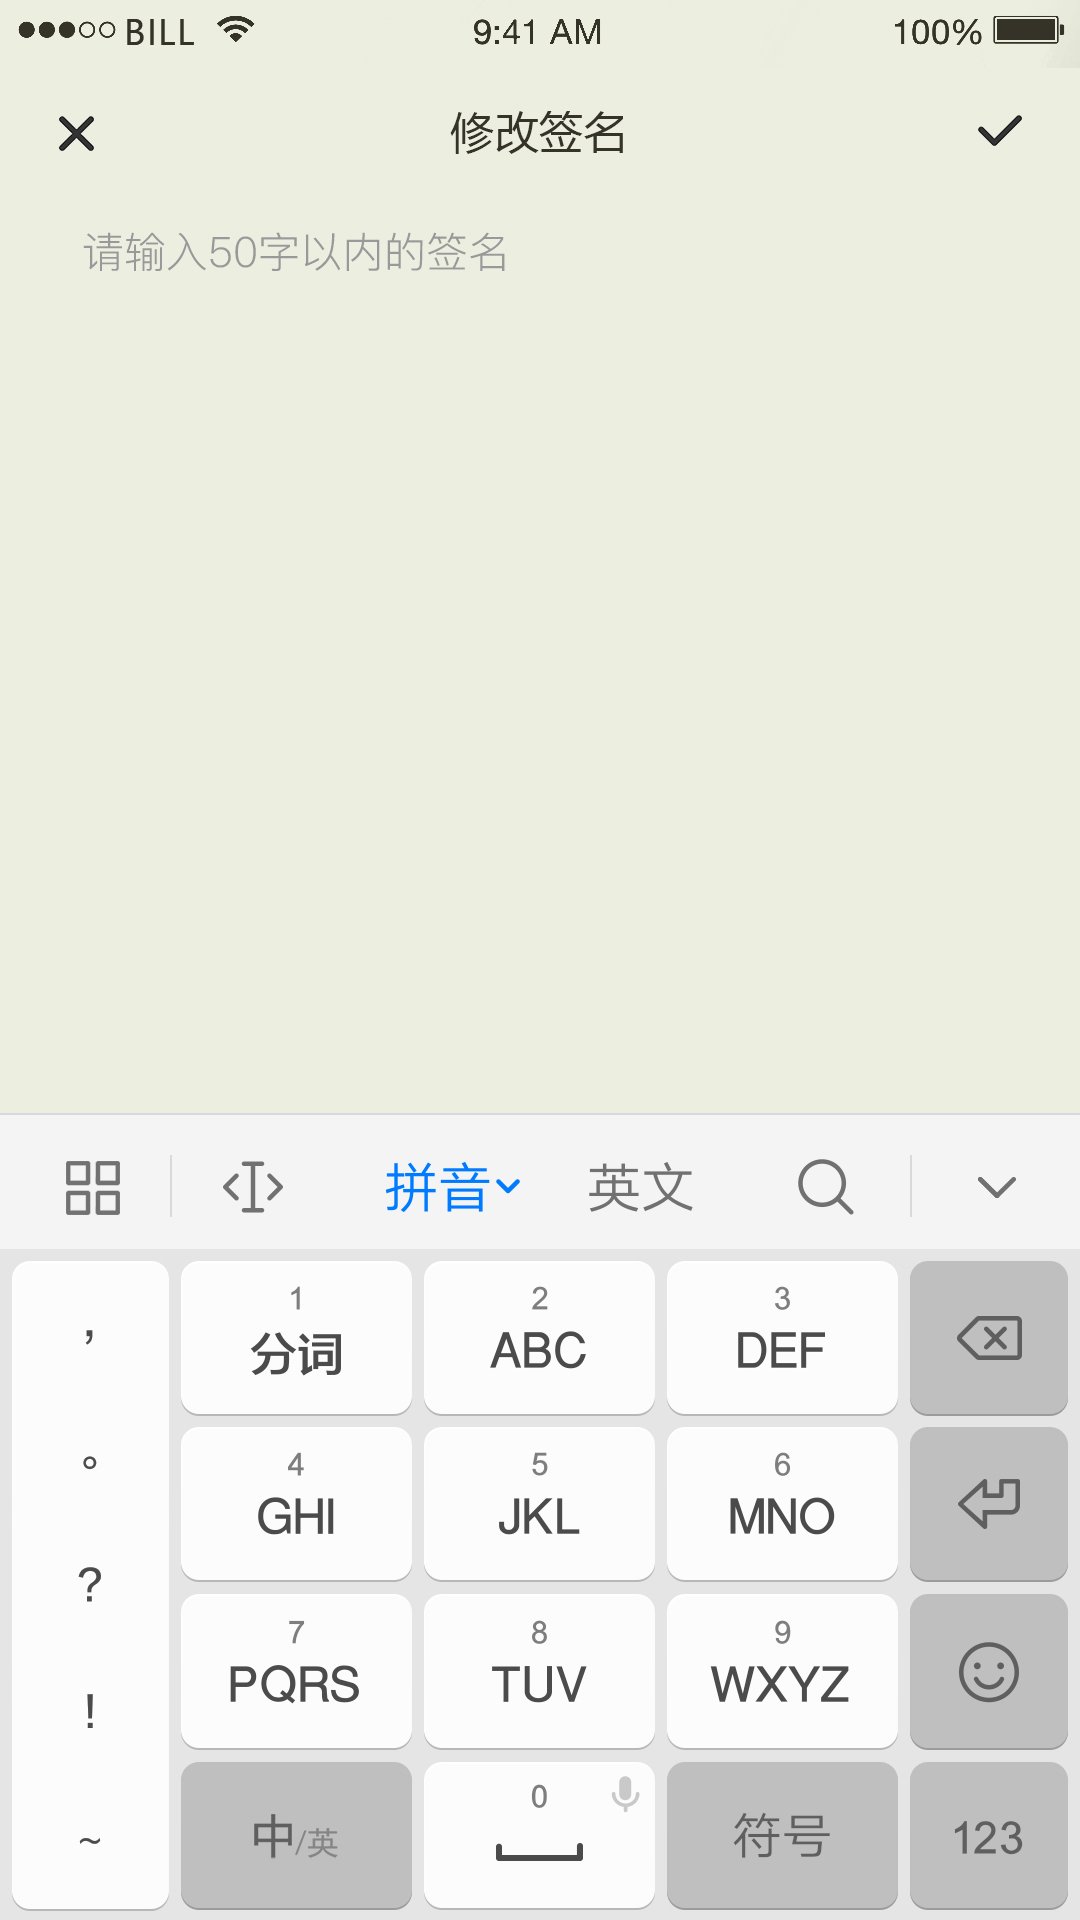 BILL 9:41 AM 100%
修改签名
请输入50字以内的签名
拼音 英文
, 1 2 3
分词 ABC DEF
。 4 5 6
GHI JKL MNO
? 7 8 9
PQRS TUV WXYZ
!
~ 中/英 0 符号 123